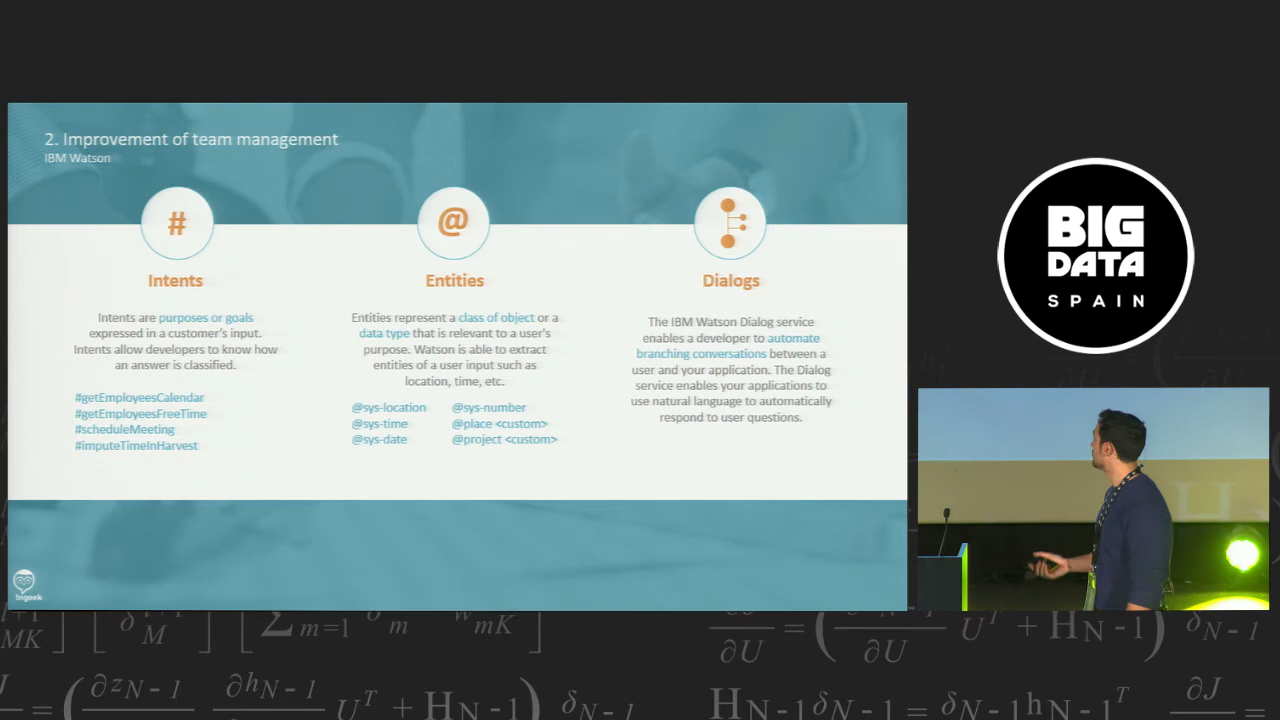 2. Improvement of team management
IBM Watson
#
@
Intents
Entities
Dialogs
Intents are purposes or goals
expressed in a customer's input.
Intents allow developers to know how
an answer is classified.
#getEmployeesCalendar
#getEmployeesFreeTime
#scheduleMeeting
#imputeTimeInHarvest
Entities represent a class of object or a
data type that is relevant to a user's
purpose. Watson is able to extract
entities of a user input such as
location, time, etc.
@sys-location
@sys-time
@sys-date
@sys-number
@place <custom>
@project <custom>
The IBM Watson Dialog service
enables a developer to automate
branching conversations between a
user and your application. The Dialog
service enables your applications to
use natural language to automatically
respond to user questions.
bigeek
BIG
DATA
SPAIN